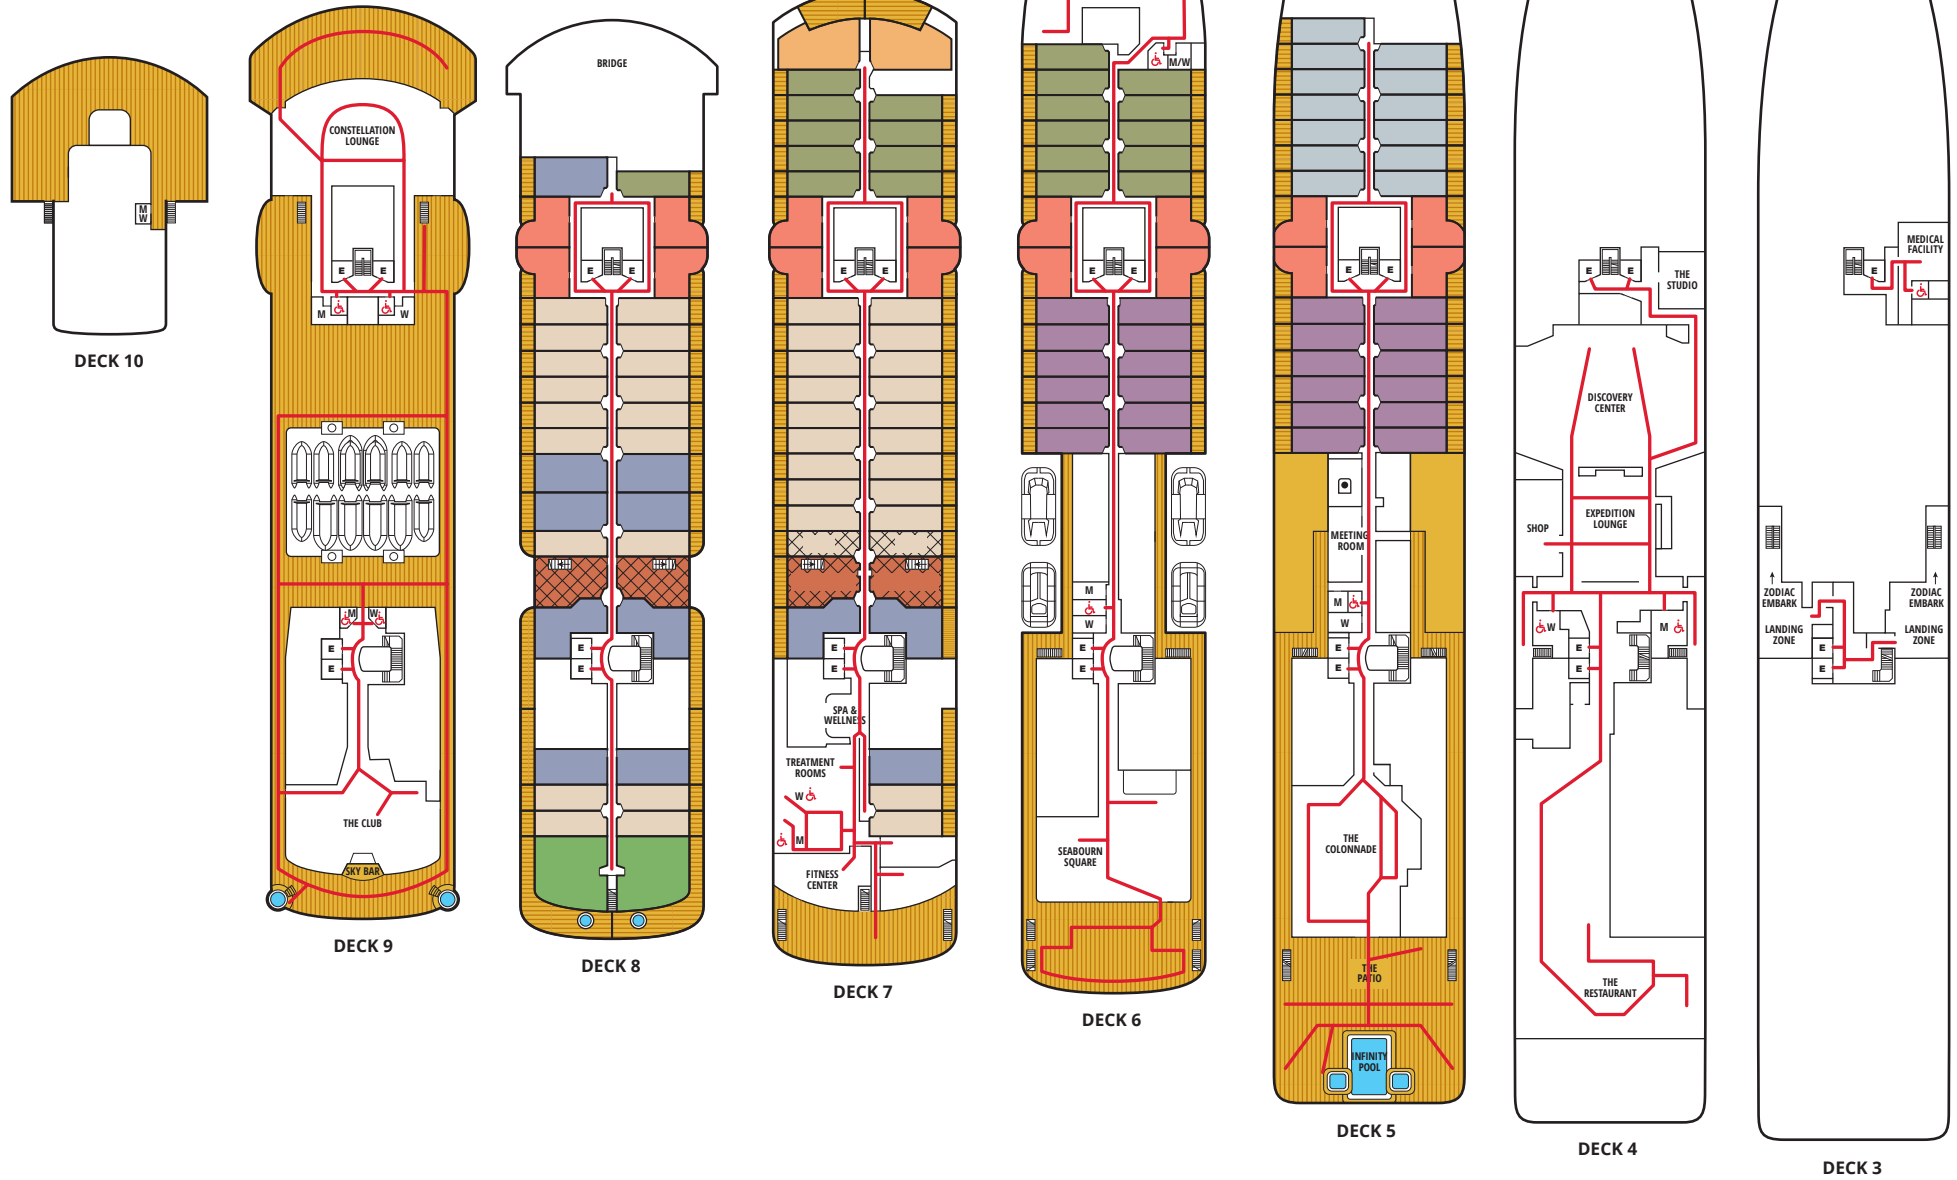 M
W
DECK 10
CONSTELLATION
LOUNGE
E
E
M
W
M
W
E
E
THE CLUB
SKY BAR
DECK 9
BRIDGE
E
E
E
E
DECK 8
E
E
E
E
SPA &
WELLNESS
TREATMENT
ROOMS
W
M
FITNESS
CENTER
DECK 7
M/W
E
E
M
W
E
E
SEABOURN
SQUARE
DECK 6
E
E
MEETING
ROOM
M
W
E
E
THE
COLONNADE
THE
PATIO
INFINITY
POOL
DECK 5
E
E
THE
STUDIO
DISCOVERY
CENTER
EXPEDITION
LOUNGE
SHOP
W
M
E
E
THE
RESTAURANT
DECK 4
MEDICAL
FACILITY
E
ZODIAC
EMBARK
ZODIAC
EMBARK
LANDING
ZONE
LANDING
ZONE
E
E
DECK 3